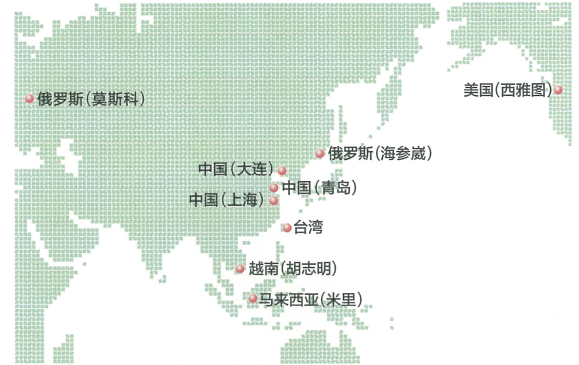 美国(西雅图)
俄罗斯(莫斯科)
俄罗斯(海参崴)
中国(大连)
中国(青岛)
中国(上海)
台湾
越南(胡志明)
马来西亚(米里)